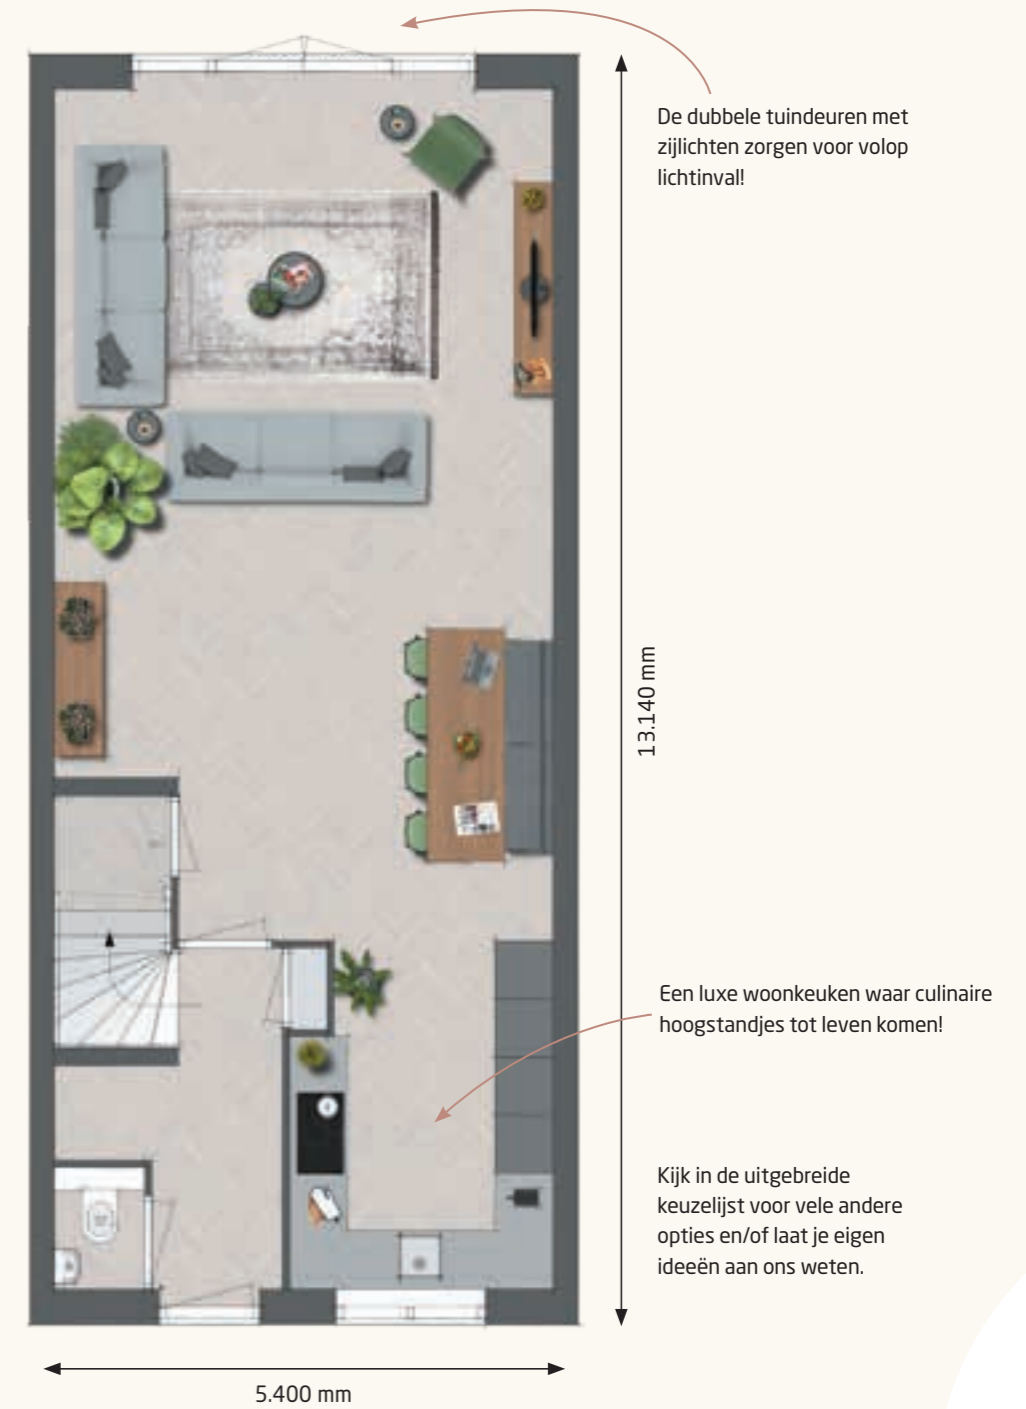 De dubbele tuindeuren met
zijlichten zorgen voor volop
lichtinval!
13.140 mm
Een luxe woonkeuken waar culinaire
hoogstandjes tot leven komen!
Kijk in de uitgebreide
keuzelijst voor vele andere
opties en/of laat je eigen
ideeën aan ons weten.
5.400 mm